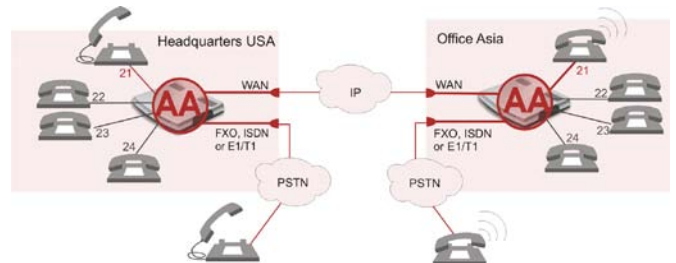 Headquarters USA
21
22
23
24
AA
WAN
FXO, ISDN
or E1/T1
PSTN
IP
Office Asia
21
22
23
24
AA
WAN
FXO, ISDN
or E1/T1
PSTN